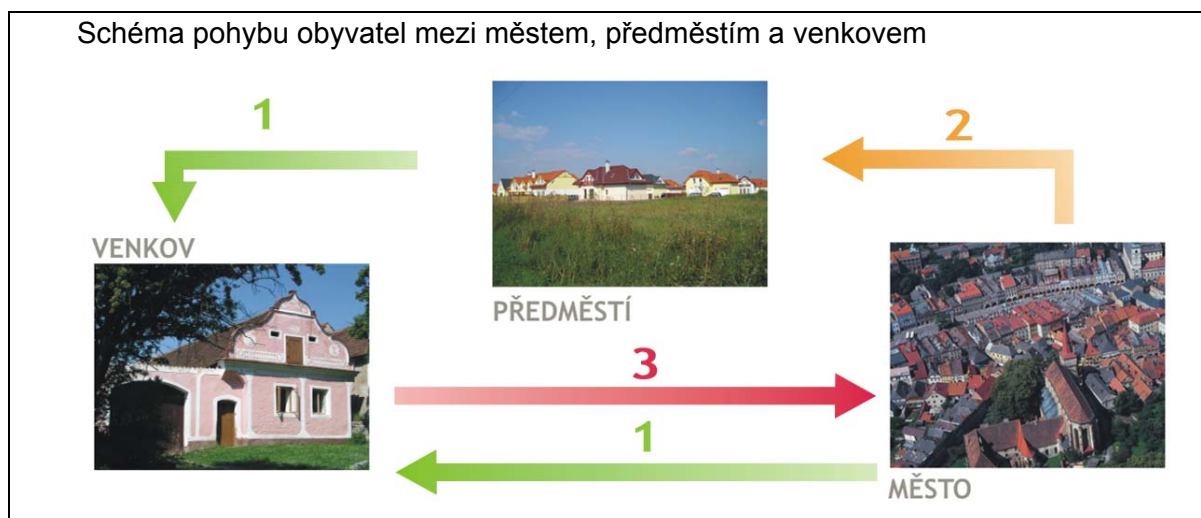 Schéma pohybu obyvatel mezi městem, předměstím a venkovem
1
2
VENKOV
PŘEDMĚSTÍ
3
1
MĚSTO